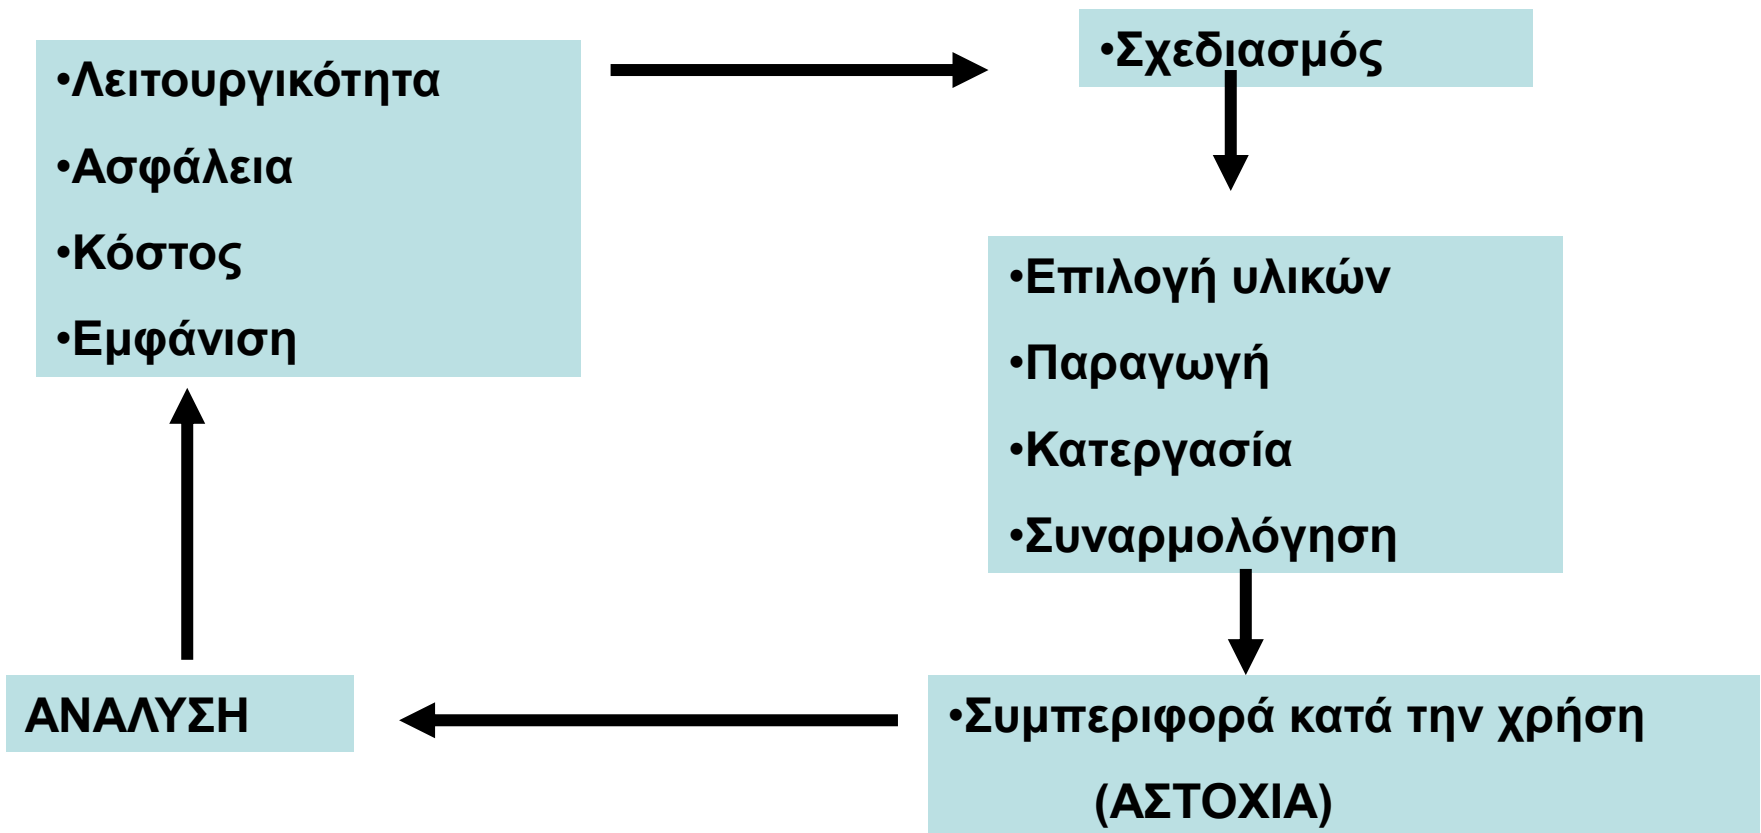 •Λειτουργικότητα
•Ασφάλεια
•Κόστος
•Εμφάνιση
•Σχεδιασμός
•Επιλογή υλικών
•Παραγωγή
•Κατεργασία
•Συναρμολόγηση
•Συμπεριφορά κατά την χρήση
(ΑΣΤΟΧΙΑ)
ΑΝΑΛΥΣΗ